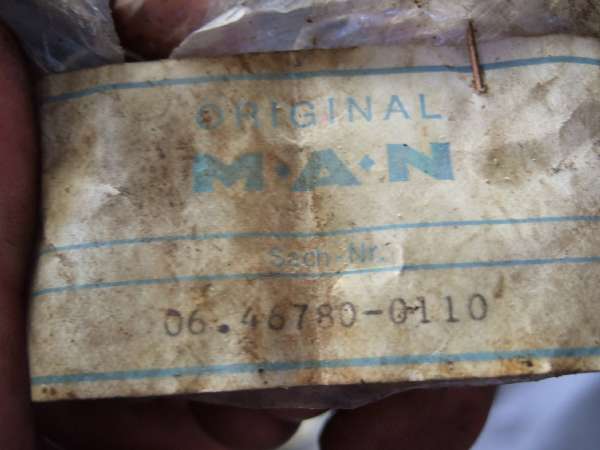 ORIGINAL
M·A·N
Sach-Nr.
06.46780-0110